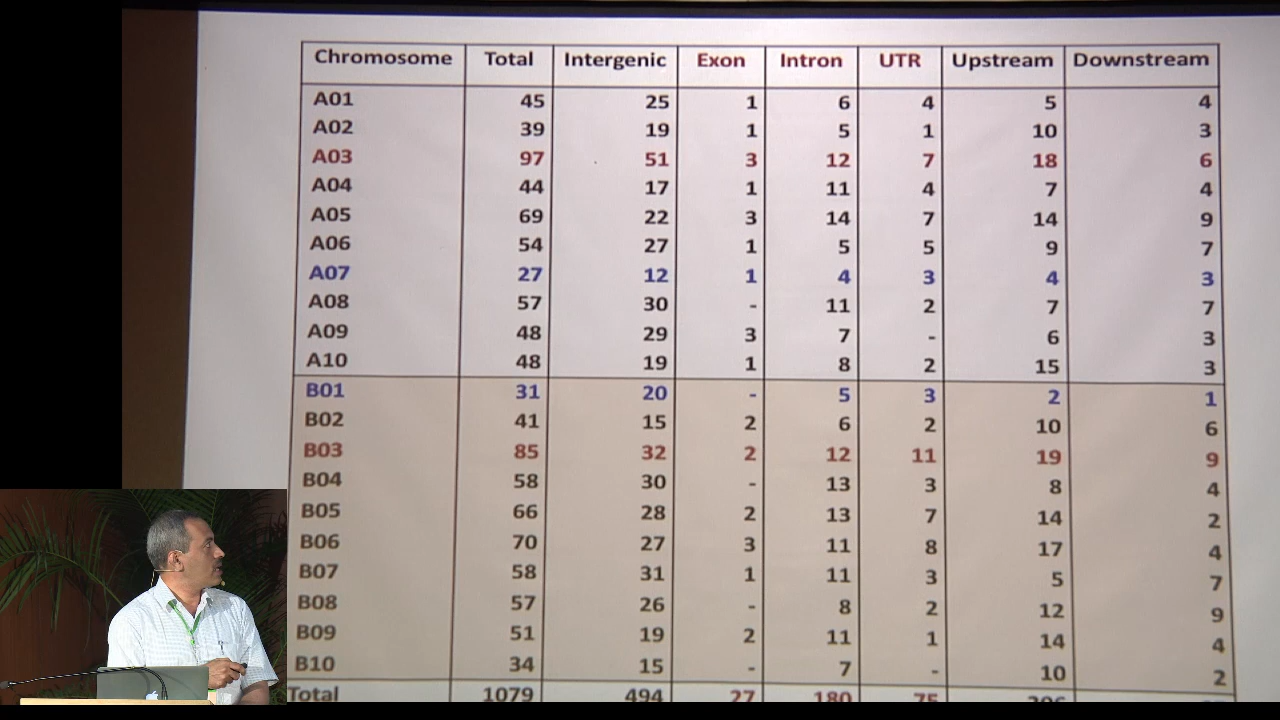 Chromosome Total Intergenic Exon Intron UTR Upstream Downstream
A01 45 25 1 6 4 5 4
A02 39 19 1 5 1 10 3
A03 97 51 3 12 7 18 6
A04 44 17 1 11 4 7 4
A05 69 22 3 14 7 14 9
A06 54 27 1 5 5 9 7
A07 27 12 1 4 3 4 3
A08 57 30 - 11 2 7 7
A09 48 29 3 7 - 6 3
A10 48 19 1 8 2 15 3
B01 31 20 - 5 3 2 1
B02 41 15 2 6 2 10 6
B03 85 32 2 12 11 19 9
B04 58 30 - 13 3 8 4
B05 66 28 2 13 7 14 2
B06 70 27 3 11 8 17 4
B07 58 31 1 11 3 5 7
B08 57 26 - 8 2 12 9
B09 51 19 2 11 1 14 4
B10 34 15 - 7 - 10 2
Total 1079 494 27 180 75